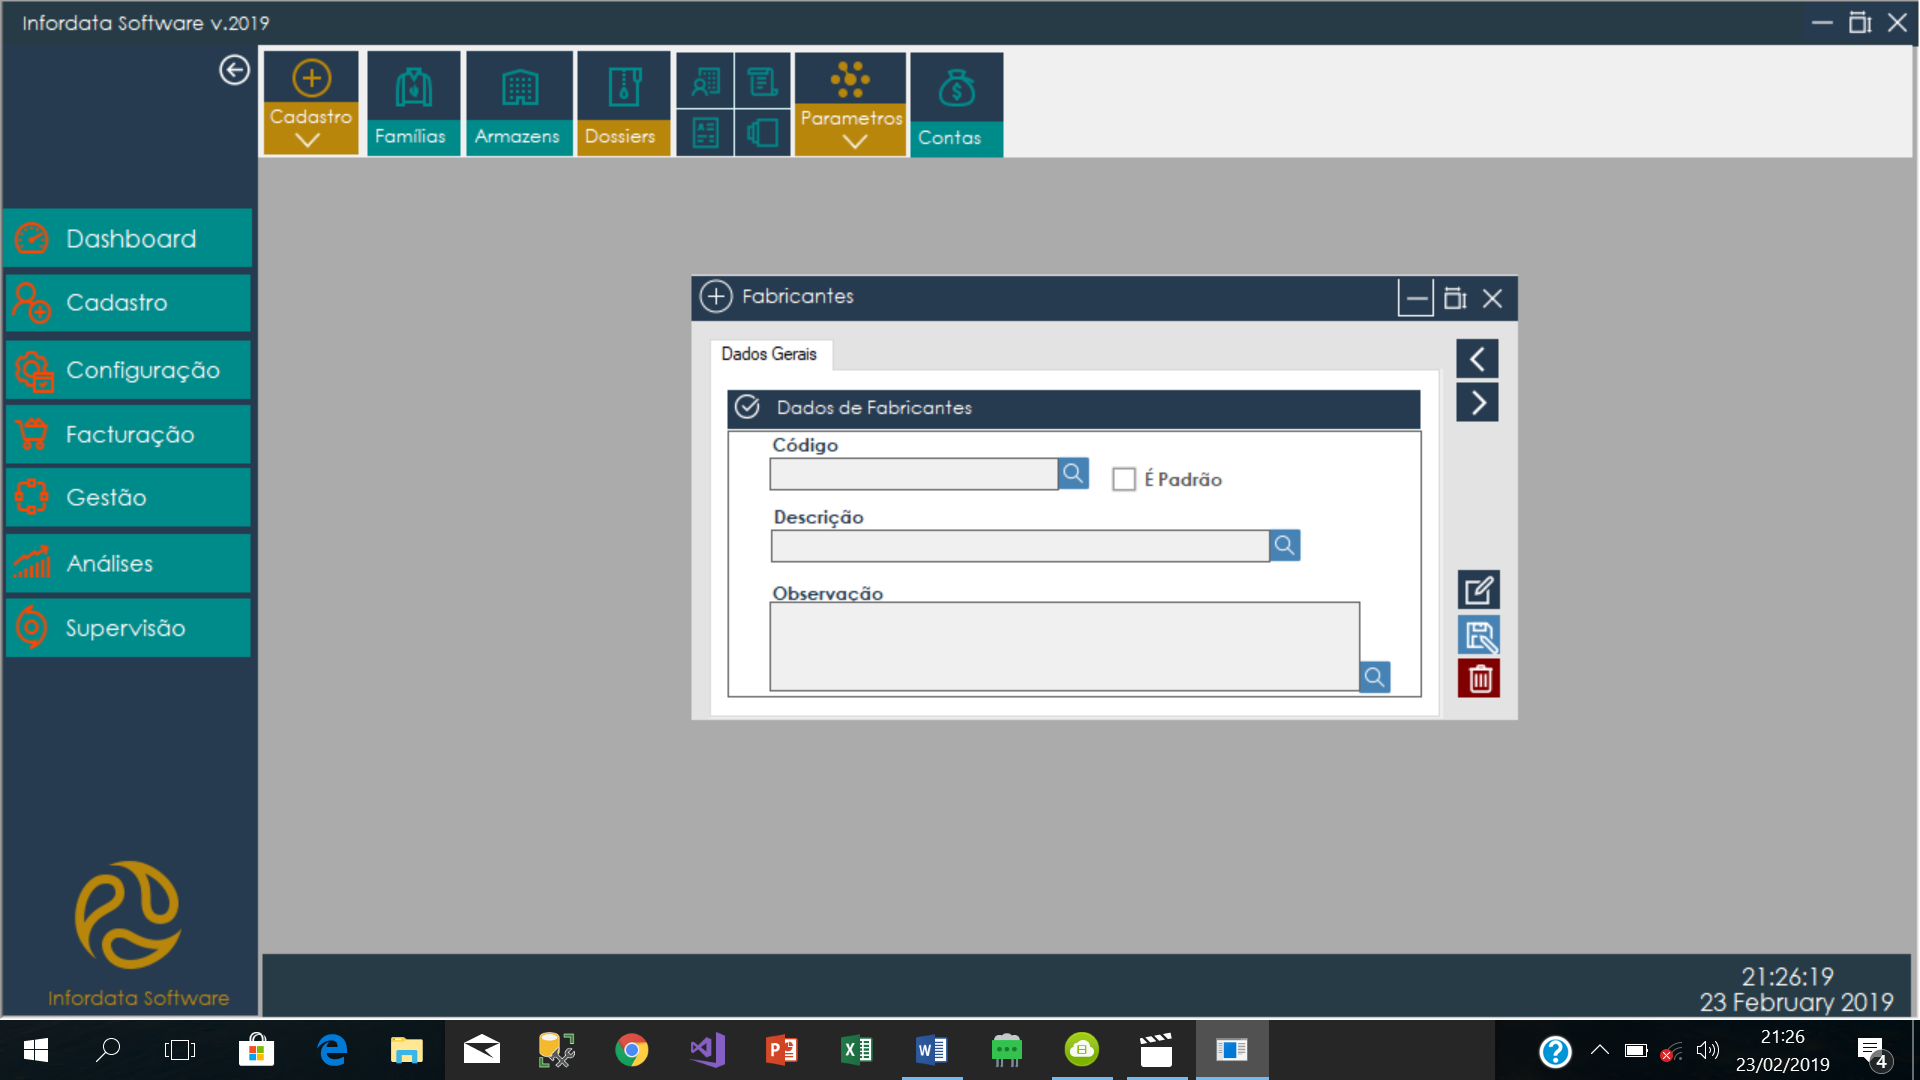 Infordata Software v.2019
Cadastro
Famílias
Armazens
Dossiers
Parametros
Contas
Dashboard
Cadastro
Configuração
Facturação
Gestão
Análises
Supervisão
Infordata Software
Fabricantes
Dados Gerais
Dados de Fabricantes
Código
É Padrão
Descrição
Observação
21:26:19
23 February 2019
21:26
23/02/2019
4